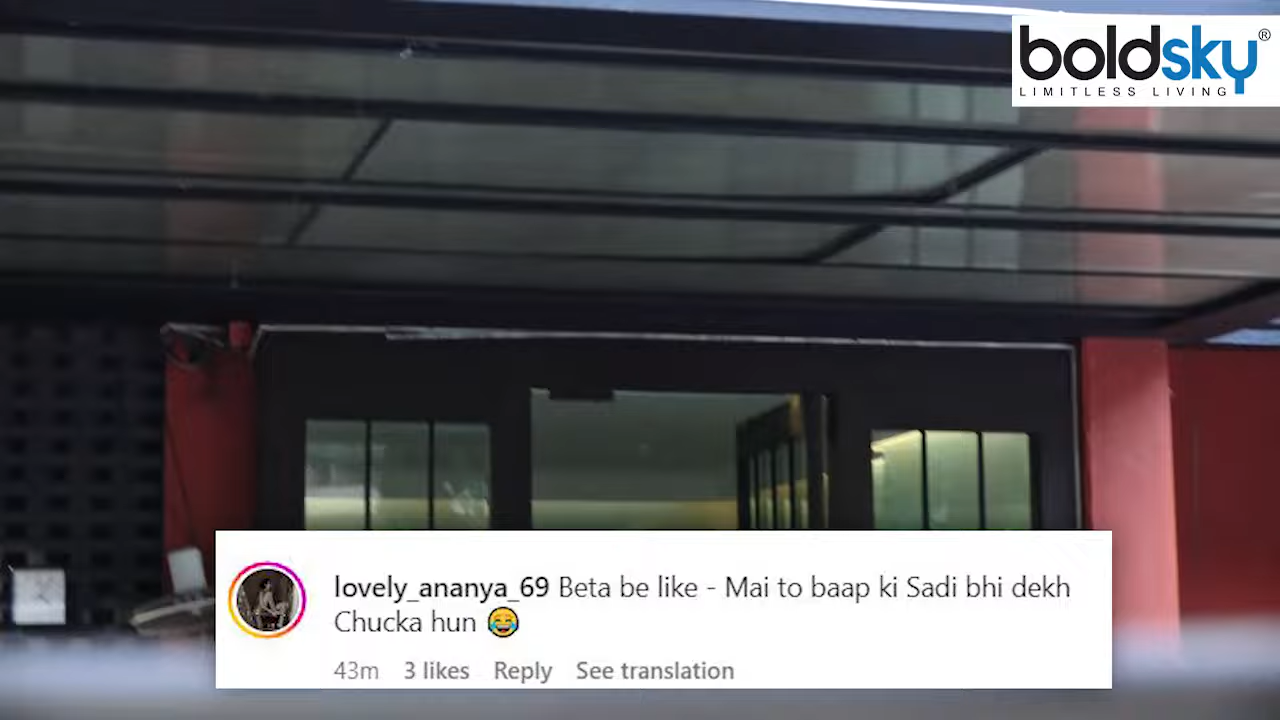 boldsky®
LIMITLESS LIVING
lovely_ananya_69 Beta be like - Mai to baap ki Sadi bhi dekh
Chucka hun 😂
43m 3 likes Reply See translation